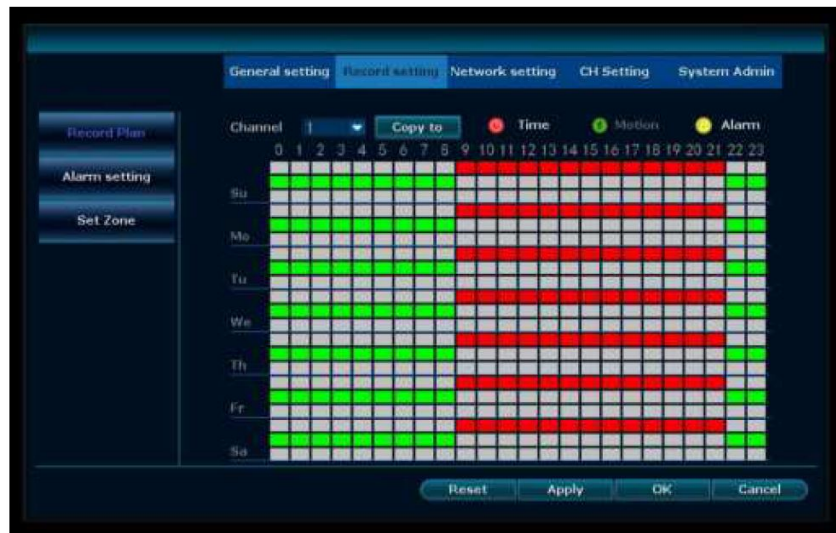 General setting Record setting Network setting CH Setting System Admin
Record Plan
Alarm setting
Set Zone
Channel 1 Copy to Time Motion Alarm
0 1 2 3 4 5 6 7 8 9 10 11 12 13 14 15 16 17 18 19 20 21 22 23
Su
Mo
Tu
We
Th
Fr
Sa
Reset Apply OK Cancel